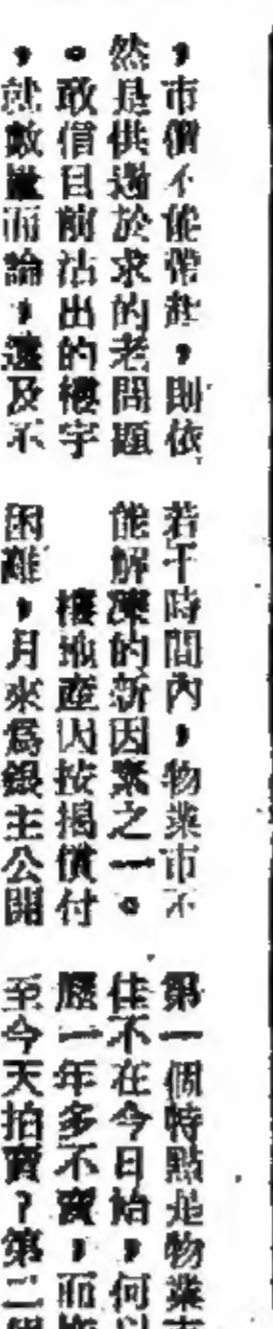 ，市價不能帶起，則依
然是供過於求的老問題
。敢信目前沽出的樓宇
，就數量而論，遠及不
若干時間內，物業市不
能解凍的新因素之一。
樓地產因按揭償付
困難，月來爲銀主公開
第一個特點是物業
佳不在今日始，何以
歷一年多不賣，而
至今天拍賣？第二個